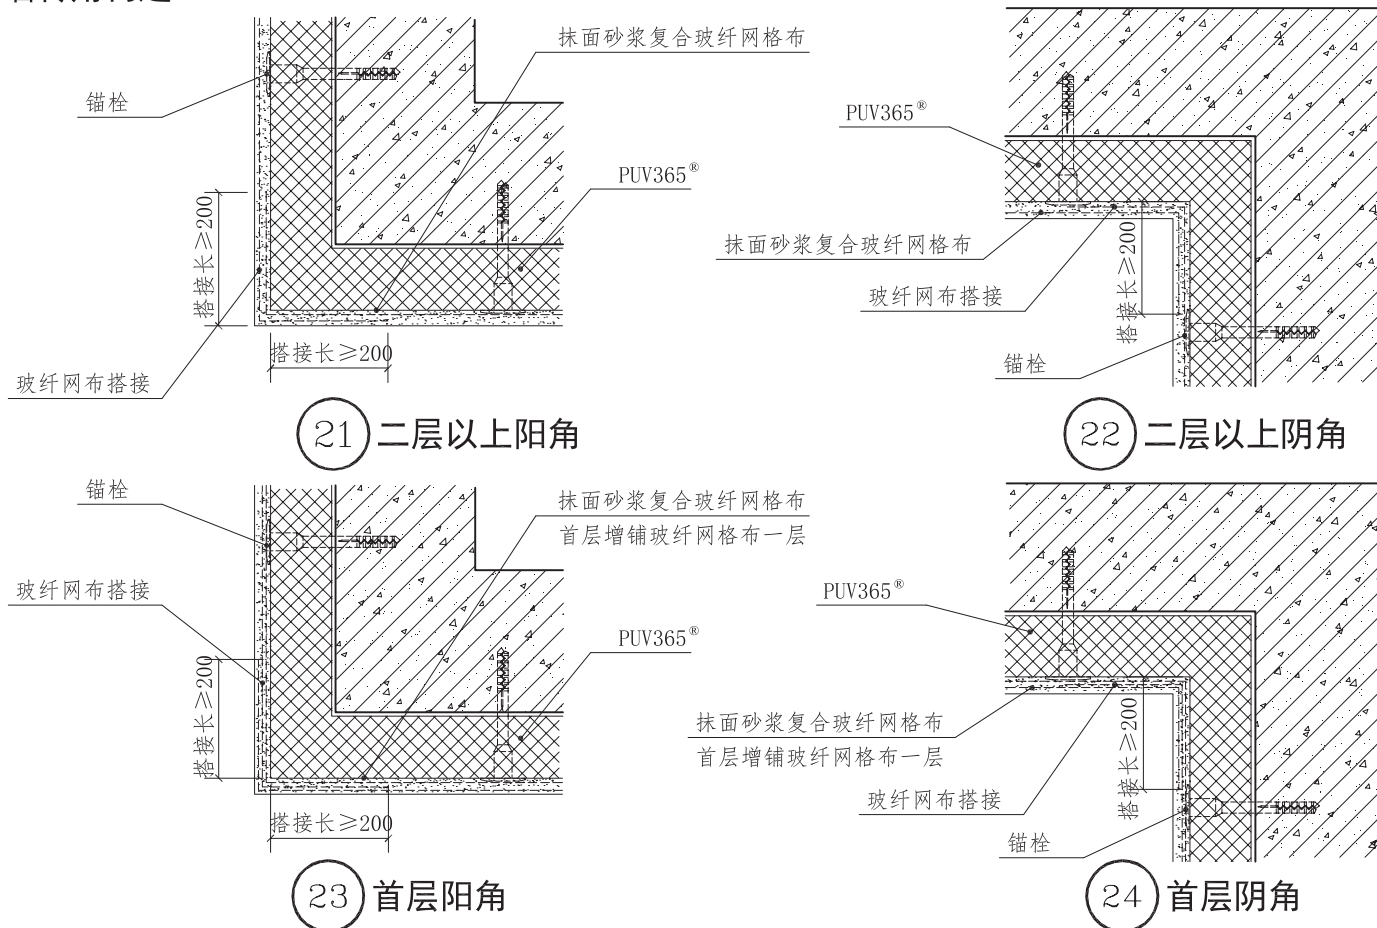 抹面砂浆复合玻纤网格布
锚栓
PUV365®
搭接长≥200
搭接长≥200
玻纤网布搭接
21 二层以上阳角
PUV365®
抹面砂浆复合玻纤网格布
搭接长≥200
玻纤网布搭接
锚栓
22 二层以上阴角
锚栓
抹面砂浆复合玻纤网格布
首层增铺玻纤网格布一层
玻纤网布搭接
PUV365®
搭接长≥200
搭接长≥200
23 首层阳角
PUV365®
抹面砂浆复合玻纤网格布
首层增铺玻纤网格布一层
搭接长≥200
玻纤网布搭接
锚栓
24 首层阴角